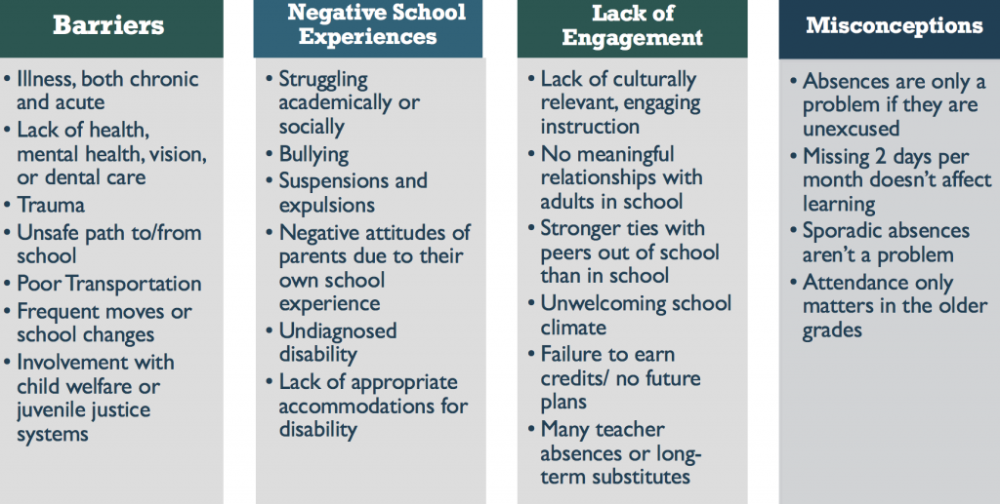 Barriers
• Illness, both chronic
and acute
• Lack of health,
mental health, vision,
or dental care
• Trauma
• Unsafe path to/from
school
• Poor Transportation
• Frequent moves or
school changes
• Involvement with
child welfare or
juvenile justice
systems
Negative School
Experiences
• Struggling
academically or
socially
• Bullying
• Suspensions and
expulsions
• Negative attitudes of
parents due to their
own school
experience
• Undiagnosed
disability
• Lack of appropriate
accommodations for
disability
Lack of
Engagement
• Lack of culturally
relevant, engaging
instruction
• No meaningful
relationships with
adults in school
• Stronger ties with
peers out of school
than in school
• Unwelcoming school
climate
• Failure to earn
credits/ no future
plans
• Many teacher
absences or long-
term substitutes
Misconceptions
• Absences are only a
problem if they are
unexcused
• Missing 2 days per
month doesn’t affect
learning
• Sporadic absences
aren’t a problem
• Attendance only
matters in the older
grades